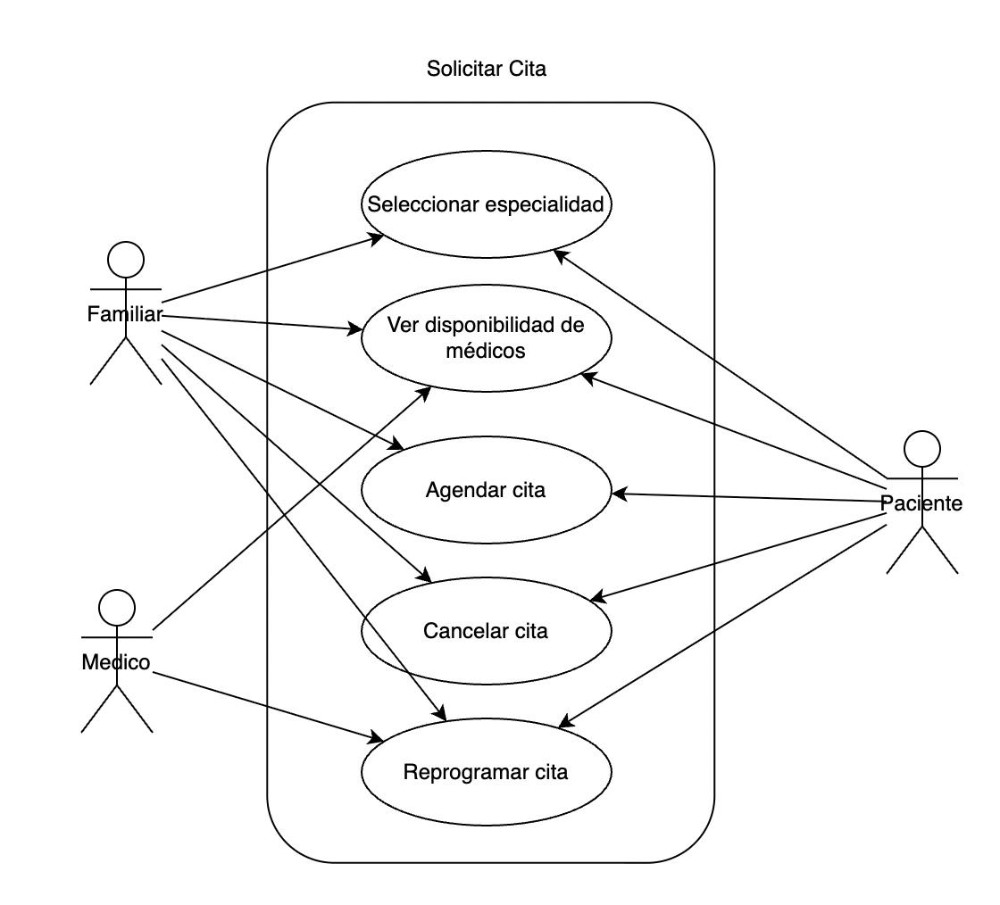 Solicitar Cita
Seleccionar especialidad
Familiar
Ver disponibilidad de
médicos
Agendar cita
Paciente
Cancelar cita
Medico
Reprogramar cita